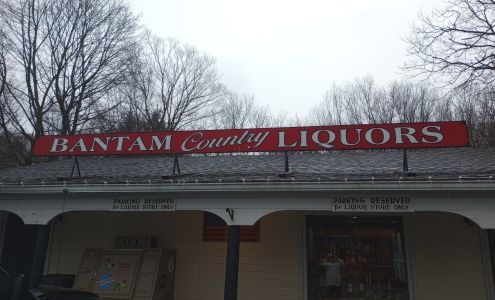 BANTAM Country LIQUORS
PARKING RESERVED
for LIQUOR STORE ONLY
PARKING RESERVED
for LIQUOR STORE ONLY